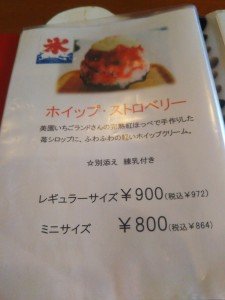 氷
ホイップ・ストロベリー
美園いちごランドさんの完熟紅ほっぺで手作りした
苺シロップに、ふわふわの軽いホイップクリーム。
☆別添え 練乳付き
レギュラーサイズ ￥900(税込￥972)
ミニサイズ ￥800(税込￥864)